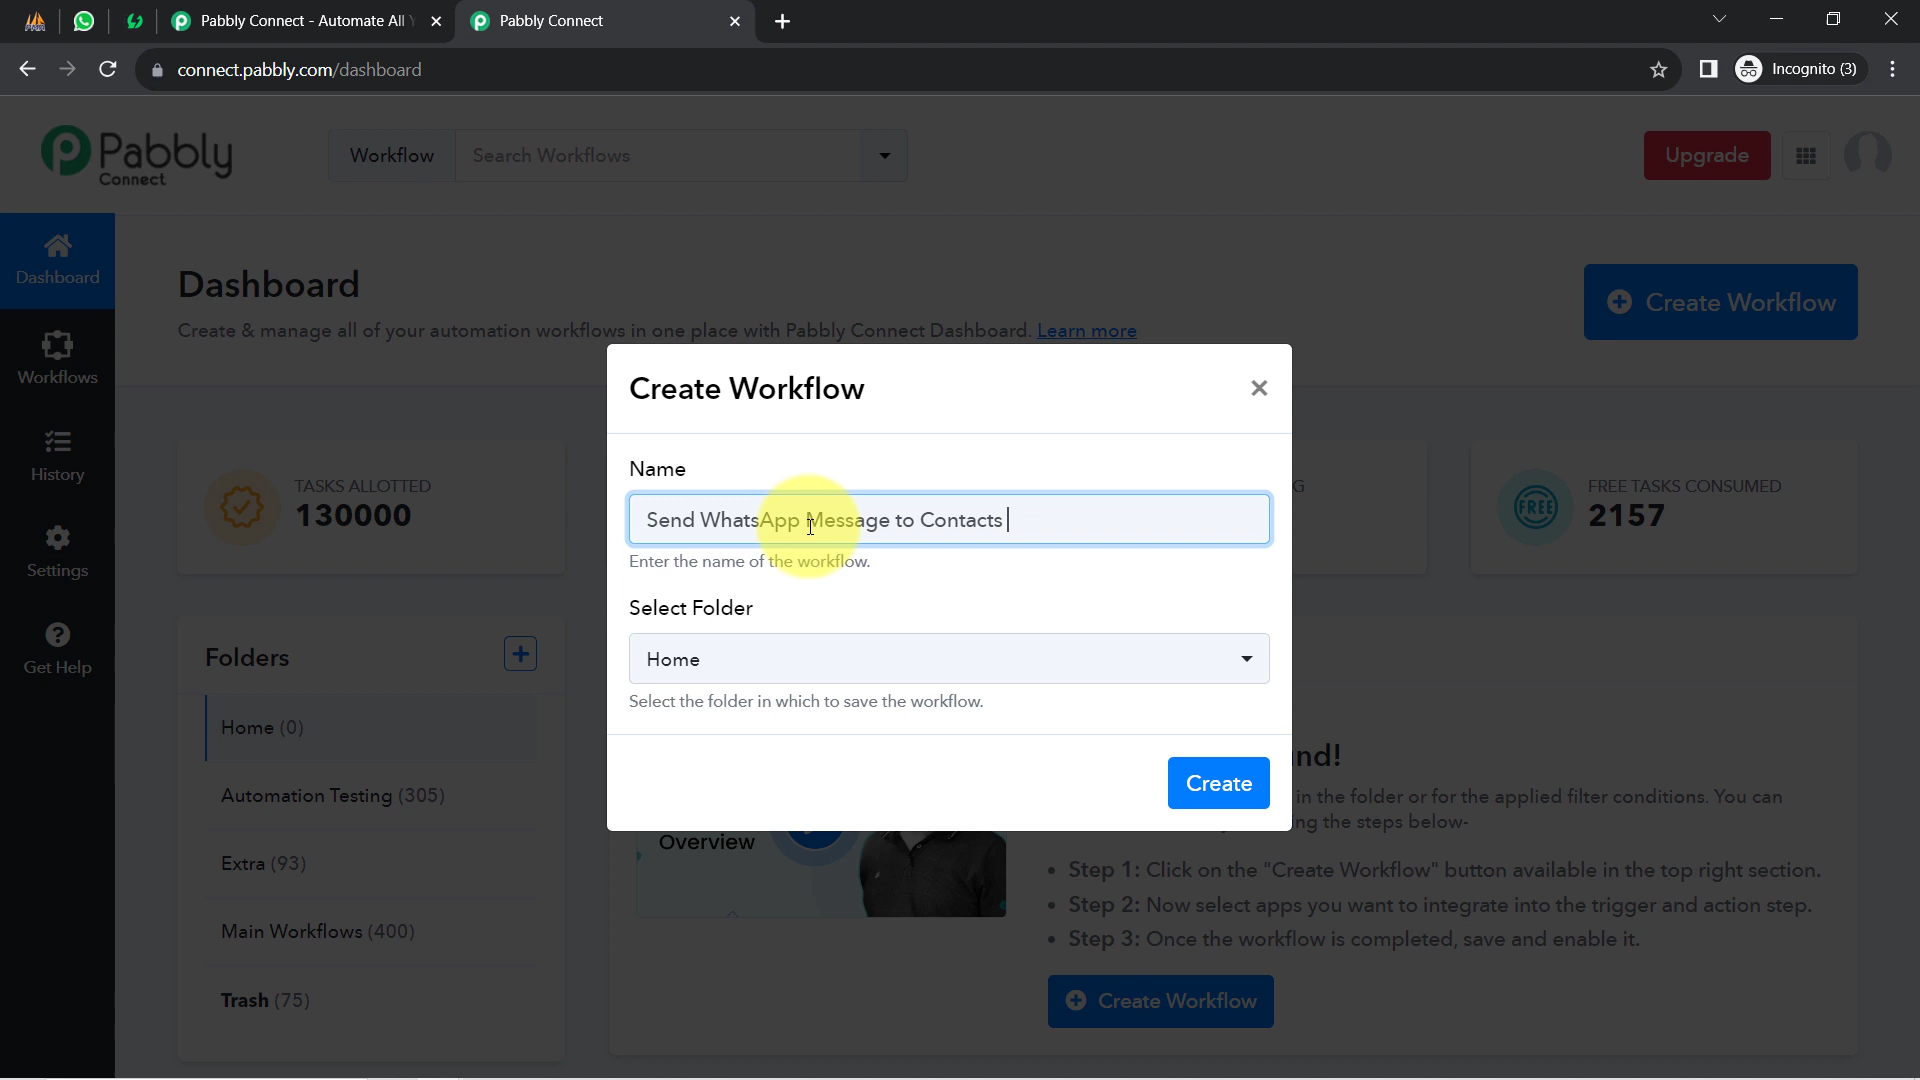 Pabbly Connect - Automate All Y
Pabbly Connect
connect.pabbly.com/dashboard
Incognito (3)
Pabbly
Connect
Workflow
Search Workflows
Upgrade
Dashboard
Workflows
History
Settings
Get Help
Dashboard
Create & manage all of your automation workflows in one place with Pabbly Connect Dashboard. Learn more
Create Workflow
TASKS ALLOTTED
130000
G
FREE
FREE TASKS CONSUMED
2157
Folders
Home (0)
Automation Testing (305)
Extra (93)
Main Workflows (400)
Trash (75)
Create Workflow
Name
Send WhatsApp Message to Contacts
Enter the name of the workflow.
Select Folder
Home
Select the folder in which to save the workflow.
Create
Overview
nd!
in the folder or for the applied filter conditions. You can
ng the steps below-
• Step 1: Click on the "Create Workflow" button available in the top right section.
• Step 2: Now select apps you want to integrate into the trigger and action step.
• Step 3: Once the workflow is completed, save and enable it.
Create Workflow